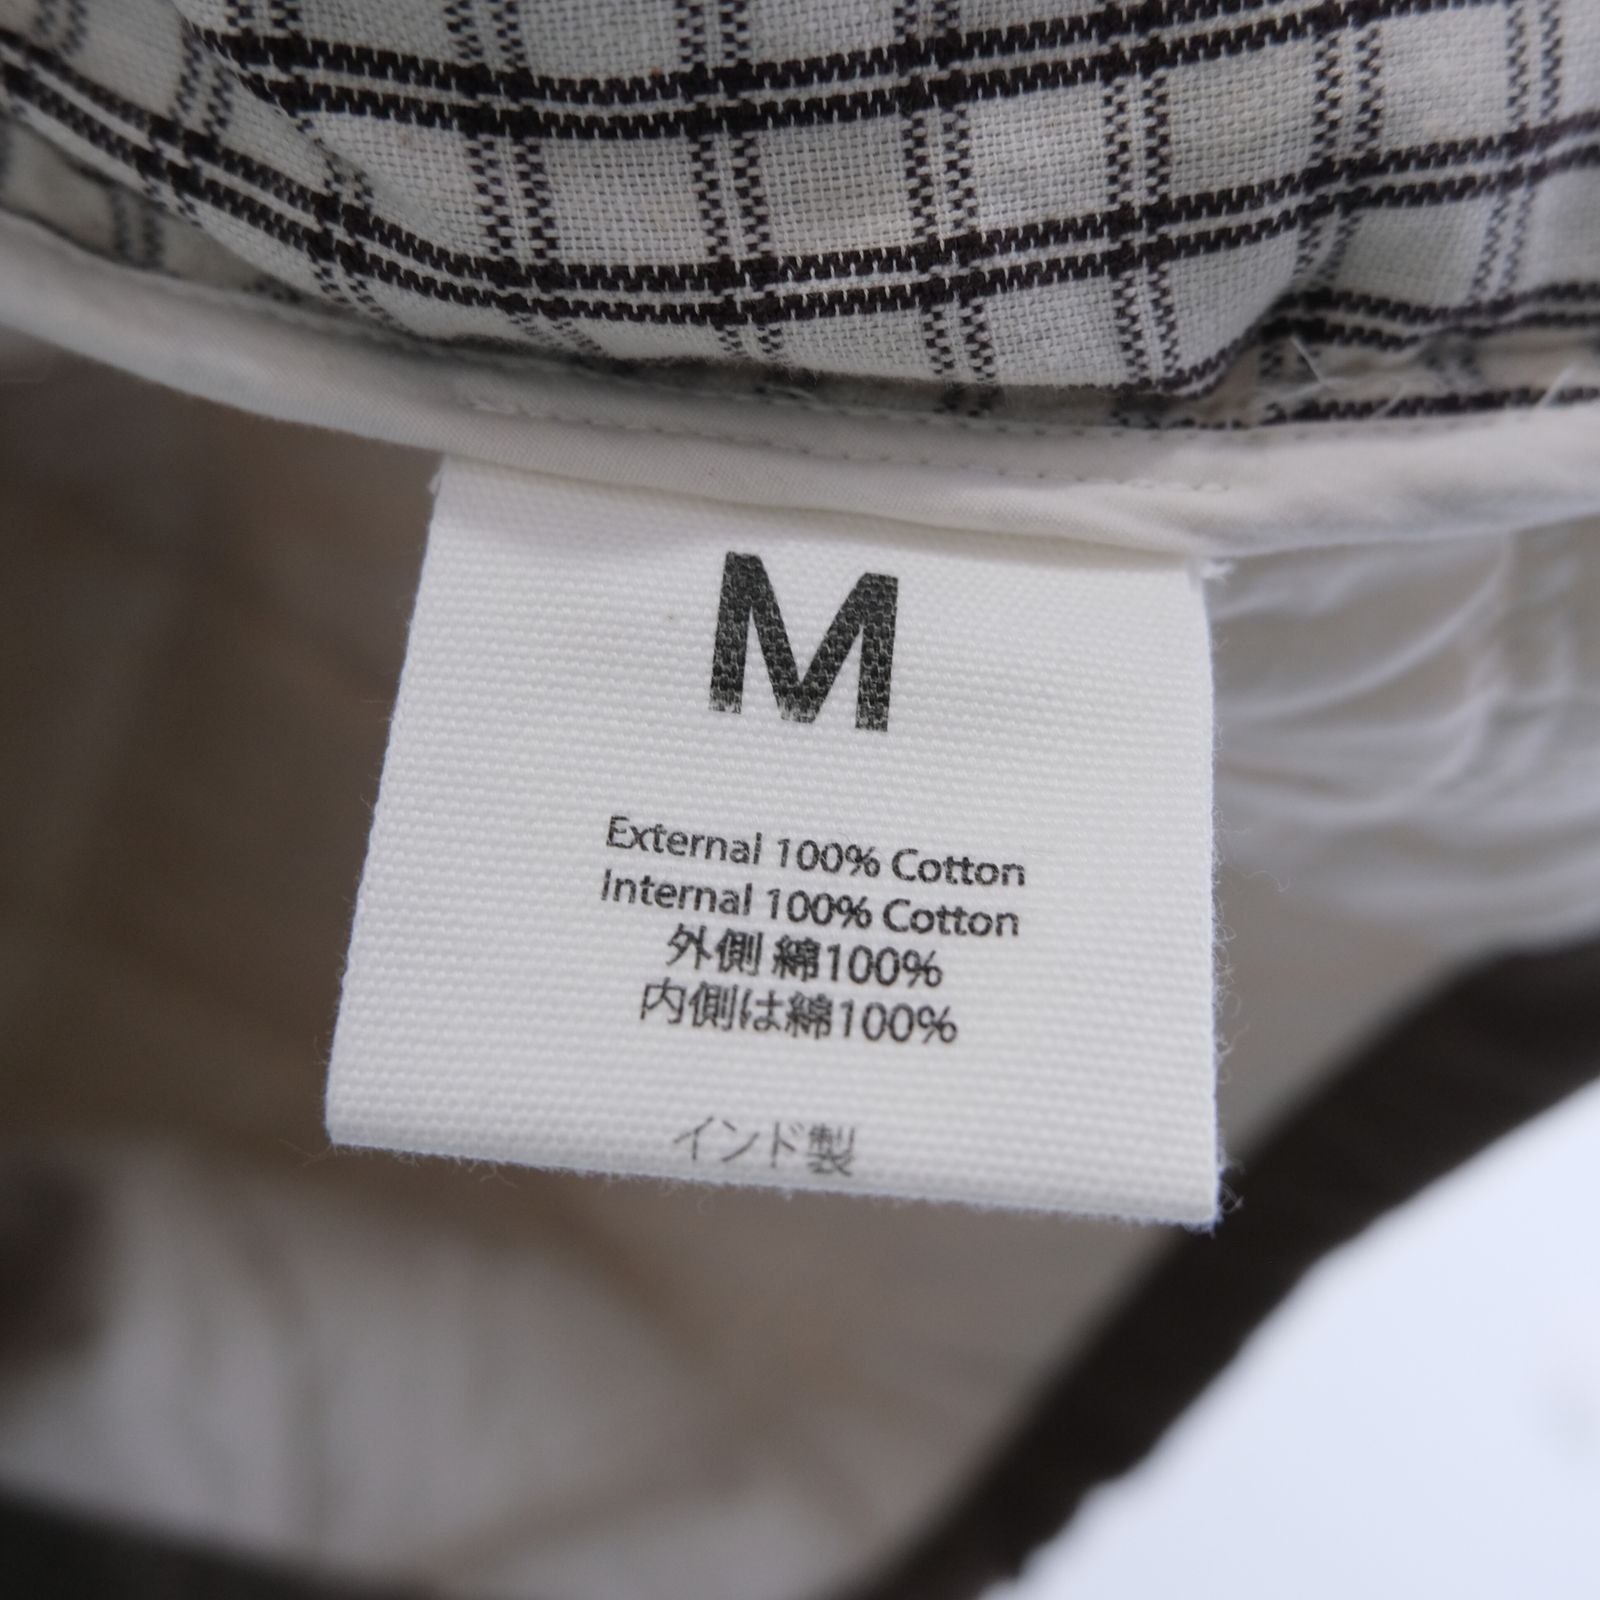 M
External 100% Cotton
Internal 100% Cotton
外側 綿100%
内側は綿100%
インド製